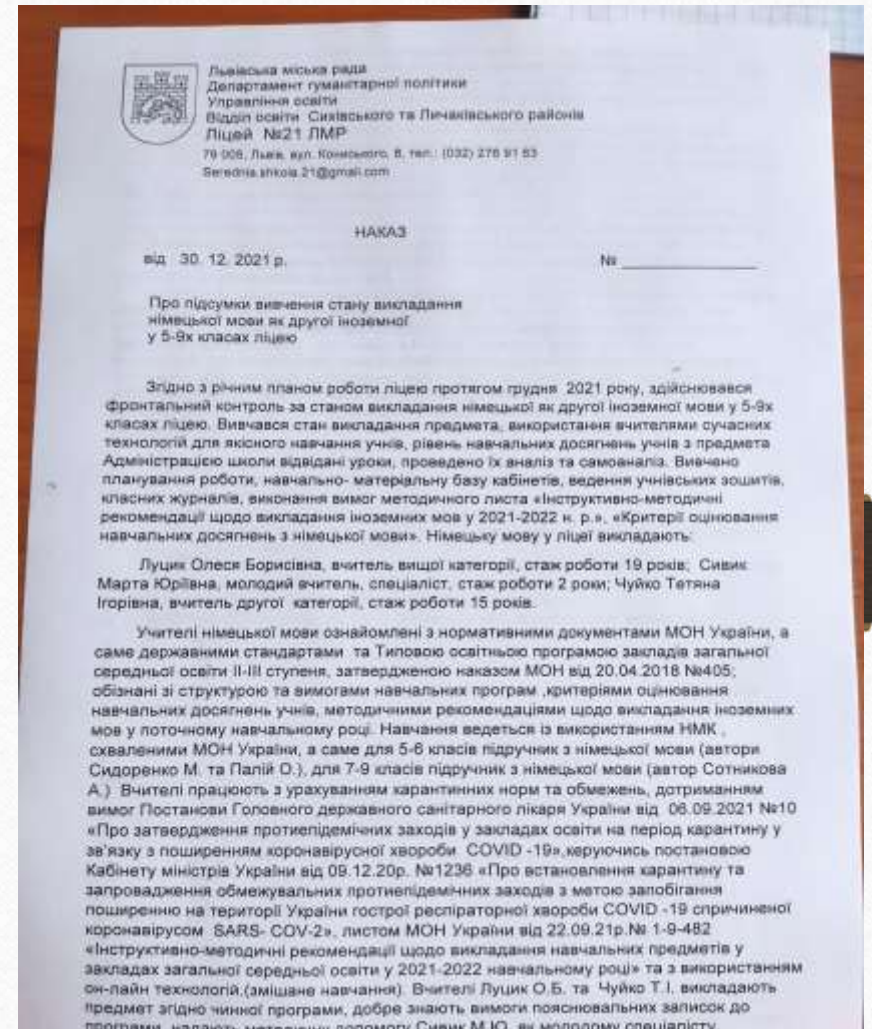 Львівська міська рада
Департамент гуманітарної політики
Управління освіти
Відділ освіти Сихівського та Личаківського районів
Ліцей №21 ЛМР
79 005, Львів, вул. Кониського, 8, тел.: (032) 276 91 53
Serednia.shkola.21@gmail.com
НАКАЗ
від 30. 12. 2021 р. № ____________
Про підсумки вивчення стану викладання
німецької мови як другої іноземної
у 5-9х класах ліцею
Згідно з річним планом роботи ліцею протягом грудня 2021 року, здійснювався
фронтальний контроль за станом викладання німецької як другої іноземної мови у 5-9х
класах ліцею. Вивчався стан викладання предмета, використання вчителями сучасних
технологій для якісного навчання учнів, рівень навчальних досягнень учнів з предмета
Адміністрацією школи відвідані уроки, проведено їх аналіз та самоаналіз. Вивчено
планування роботи, навчально- матеріальну базу кабінетів, ведення учнівських зошитів,
класних журналів, виконання вимог методичного листа «Інструктивно-методичні
рекомендації щодо викладання іноземних мов у 2021-2022 н. р.», «Критерії оцінювання
навчальних досягнень з німецької мови». Німецьку мову у ліцеї викладають:
Луцик Олеся Борисівна, вчитель вищої категорії, стаж роботи 19 років; Сивик
Марта Юріївна, молодий вчитель, спеціаліст, стаж роботи 2 роки; Чуйко Тетяна
Ігорівна, вчитель другої категорії, стаж роботи 15 років.
Учителі німецької мови ознайомлені з нормативними документами МОН України, а
саме державними стандартами та Типовою освітньою програмою закладів загальної
середньої освіти ІІ-ІІІ ступеня, затвердженою наказом МОН від 20.04.2018 №405;
обізнані зі структурою та вимогами навчальних програм ,критеріями оцінювання
навчальних досягнень учнів, методичними рекомендаціями щодо викладання іноземних
мов у поточному навчальному році. Навчання ведеться із використанням НМК ,
схваленими МОН України, а саме для 5-6 класів підручник з німецької мови (автори
Сидоренко М. та Палій О.), для 7-9 класів підручник з німецької мови (автор Сотникова
А.) Вчителі працюють з урахуванням карантинних норм та обмежень, дотриманням
вимог Постанови Головного державного санітарного лікаря України від 06.09.2021 №10
«Про затвердження протиепідемічних заходів у закладах освіти на період карантину у
зв'язку з поширенням коронавірусної хвороби COVID -19»,керуючись постановою
Кабінету міністрів України від 09.12.20р. №1236 «Про встановлення карантину та
запровадження обмежувальних протиепідемічних заходів з метою запобігання
поширенню на території України гострої респіраторної хвороби COVID -19 спричиненої
коронавірусом SARS- COV-2», листом МОН України від 22.09.21р.№ 1-9-482
«Інструктивно-методичні рекомендації щодо викладання навчальних предметів у
закладах загальної середньої освіти у 2021-2022 навчальному році» та з використанням
он-лайн технологій.(змішане навчання). Вчителі Луцик О.Б. та Чуйко Т.І. викладають
предмет згідно чинної програми, добре знають вимоги пояснювальних записок до
програми, надають методичну допомогу Сивик М.Ю. як молодому спеціалісту